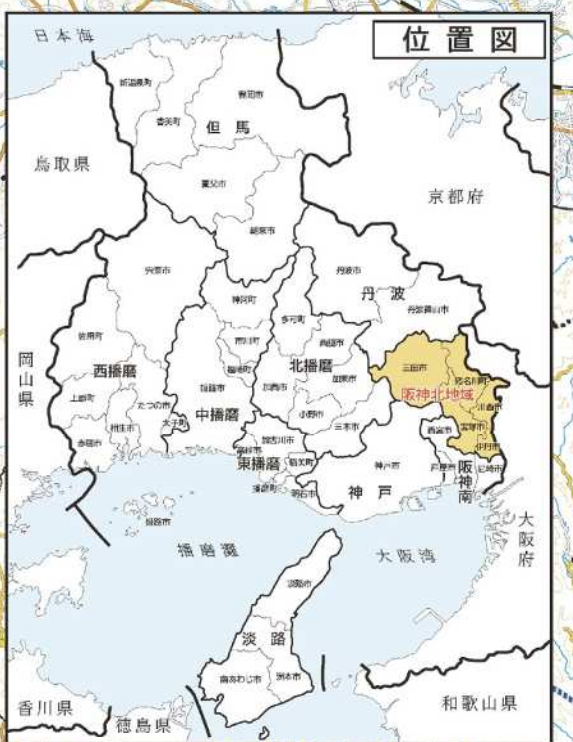 位置図
日本海
新温泉町
豊岡市
香美町
但馬
鳥取県
養父市
京都府
朝来市
宍粟市
丹波市
神河町
丹波
多可町
丹波篠山市
佐用町
市川町
西脇市
三田市
岡山県
西播磨
福崎町
北播磨
加東市
猪名川町
姫路市
加西市
阪神北地域
上郡町
たつの市
中播磨
小野市
川西市
相生市
太子町
三木市
西宮市
宝塚市
赤穂市
加古川市
伊丹市
高砂市
東播磨
稲美町
神戸市
芦屋市
阪神南
尼崎市
播磨町
明石市
神戸
姫路市
大阪府
播磨灘
大阪湾
淡路市
淡路
南あわじ市
洲本市
香川県
徳島県
和歌山県